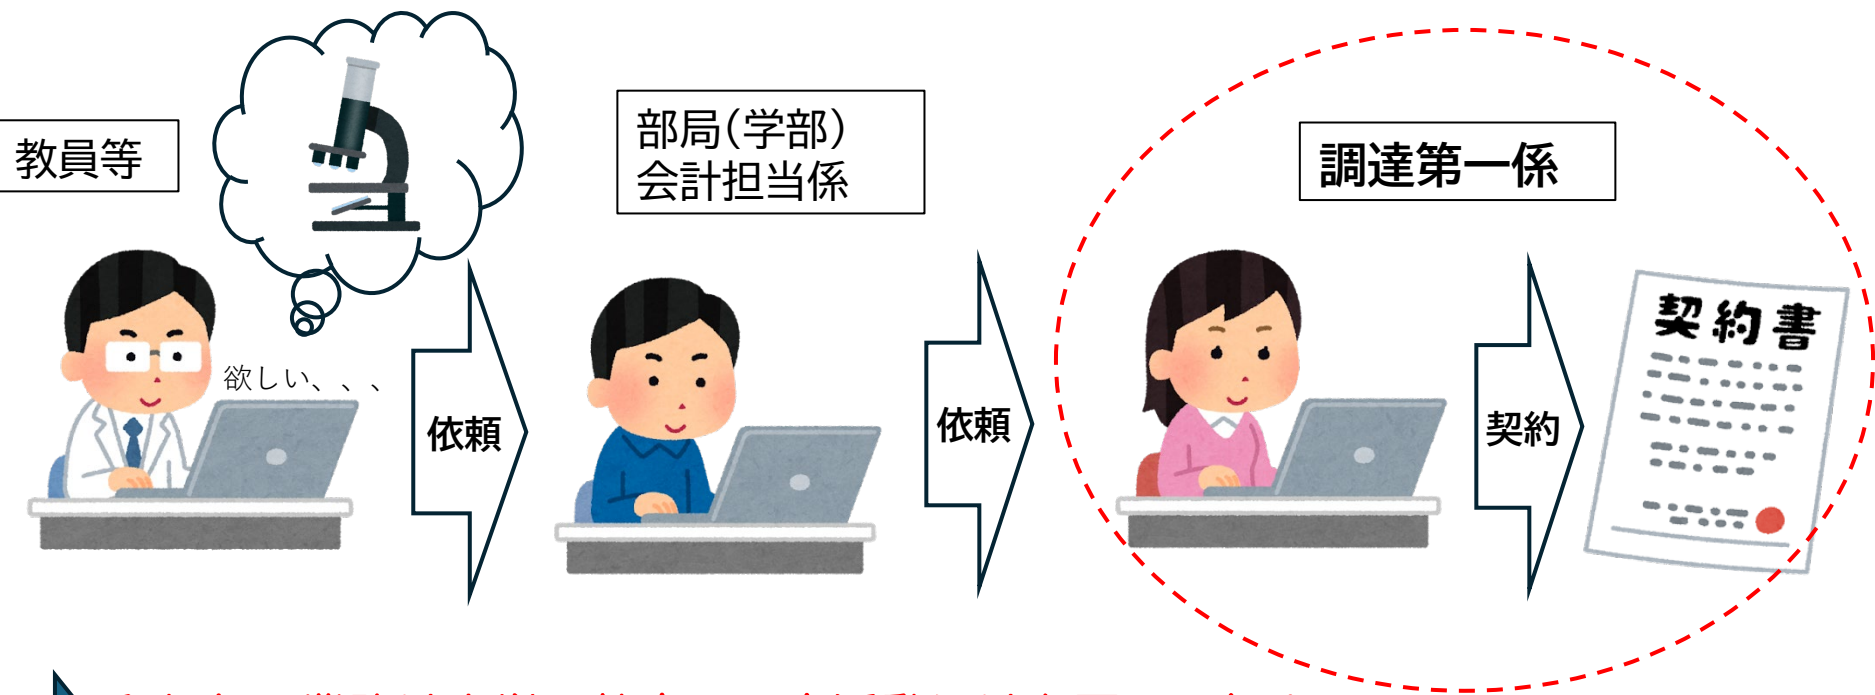 教員等
欲しい、、、
依頼
部局(学部)
会計担当係
依頼
調達第一係
契約
契約書